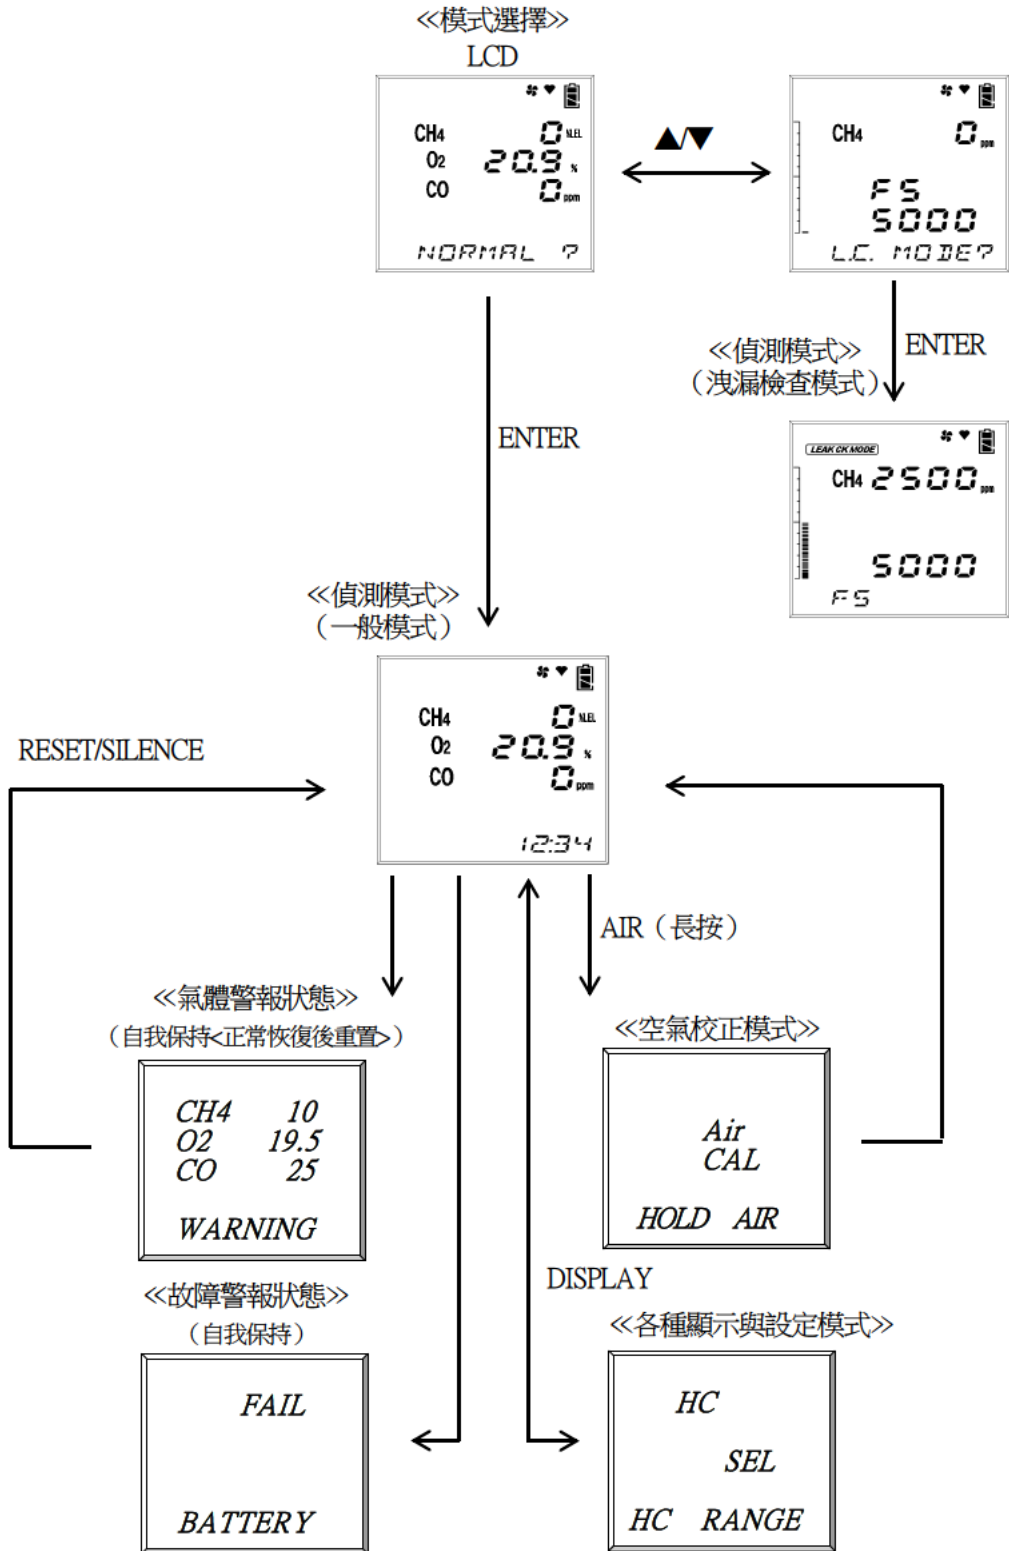 ≪模式選擇≫
LCD
CH4 0 %LEL
O2 20.9 %
CO 0 ppm
NORMAL ?
▲/▼
CH4 0 ppm
FS
5000
L.C. MODE?
ENTER
≪偵測模式≫
（洩漏檢查模式）
LEAK CK MODE
CH4 2500 ppm
5000
FS
ENTER
≪偵測模式≫
（一般模式）
CH4 0 %LEL
O2 20.9 %
CO 0 ppm
12:34
RESET/SILENCE
AIR（長按）
≪氣體警報狀態≫
（自我保持<正常恢復後重置>）
CH4 10
O2 19.5
CO 25
WARNING
≪空氣校正模式≫
Air
CAL
HOLD AIR
DISPLAY
≪故障警報狀態≫
（自我保持）
FAIL
BATTERY
≪各種顯示與設定模式≫
HC
SEL
HC RANGE